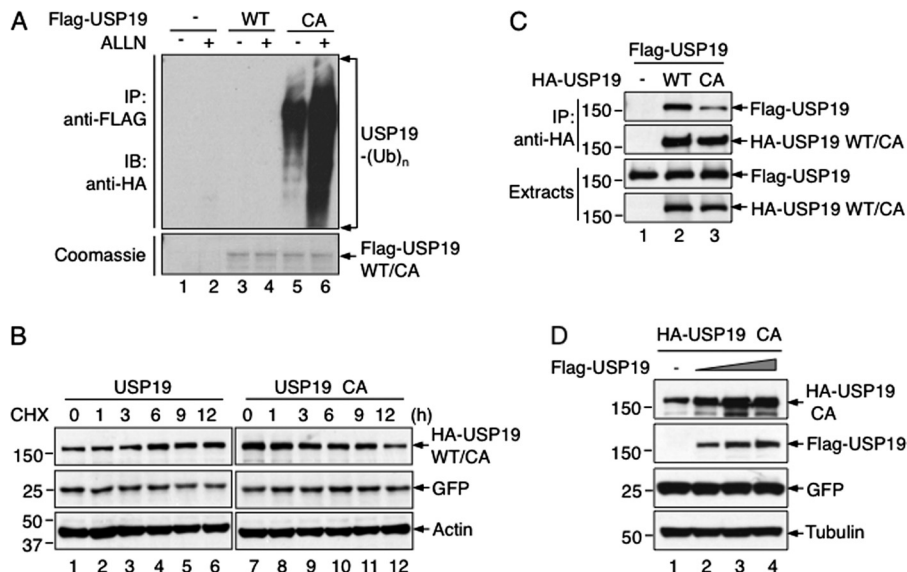 A
Flag-USP19 - WT CA
ALLN - + - + - +
IP:
anti-FLAG
IB:
anti-HA
USP19
-(Ub)n
Coomassie
Flag-USP19
WT/CA
1 2 3 4 5 6
B
USP19 USP19 CA
CHX 0 1 3 6 9 12 0 1 3 6 9 12 (h)
150
HA-USP19
WT/CA
25 GFP
50
37
Actin
1 2 3 4 5 6 7 8 9 10 11 12
C
Flag-USP19
HA-USP19 - WT CA
IP:
anti-HA
150 Flag-USP19
150 HA-USP19 WT/CA
Extracts
150 Flag-USP19
150 HA-USP19 WT/CA
1 2 3
D
HA-USP19 CA
Flag-USP19 -
150
HA-USP19
CA
150 Flag-USP19
25 GFP
50 Tubulin
1 2 3 4